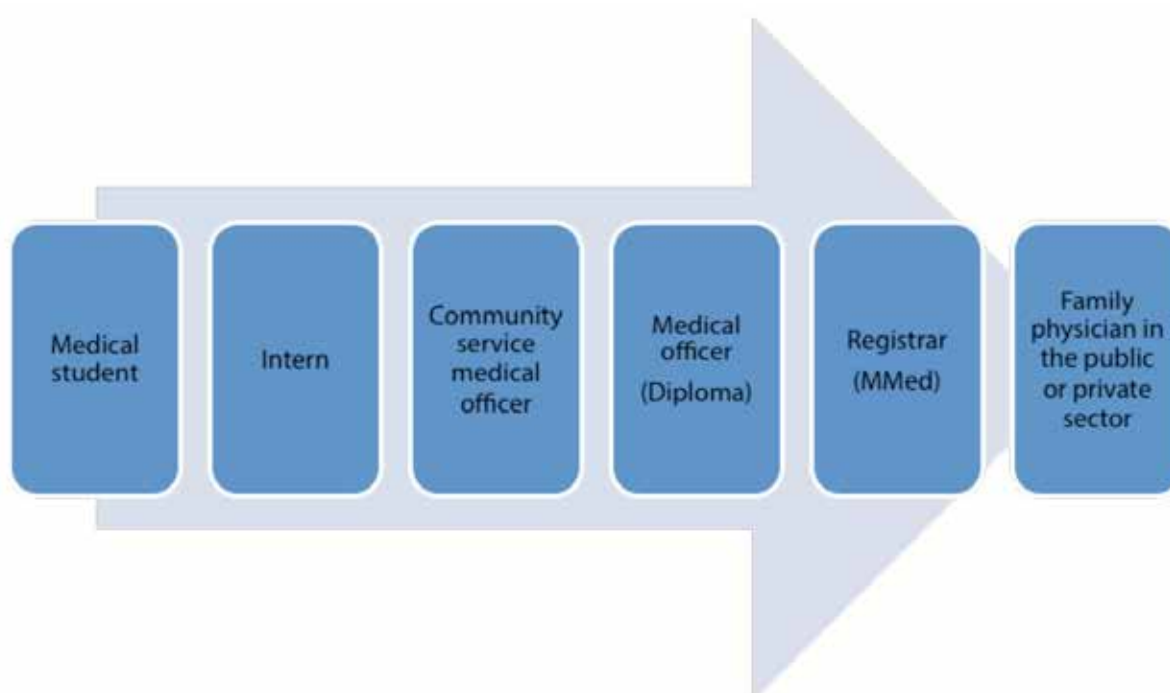 Medical
student
Intern
Community
service
medical
officer
Medical
officer
(Diploma)
Registrar
(MMed)
Family
physician in
the public
or private
sector